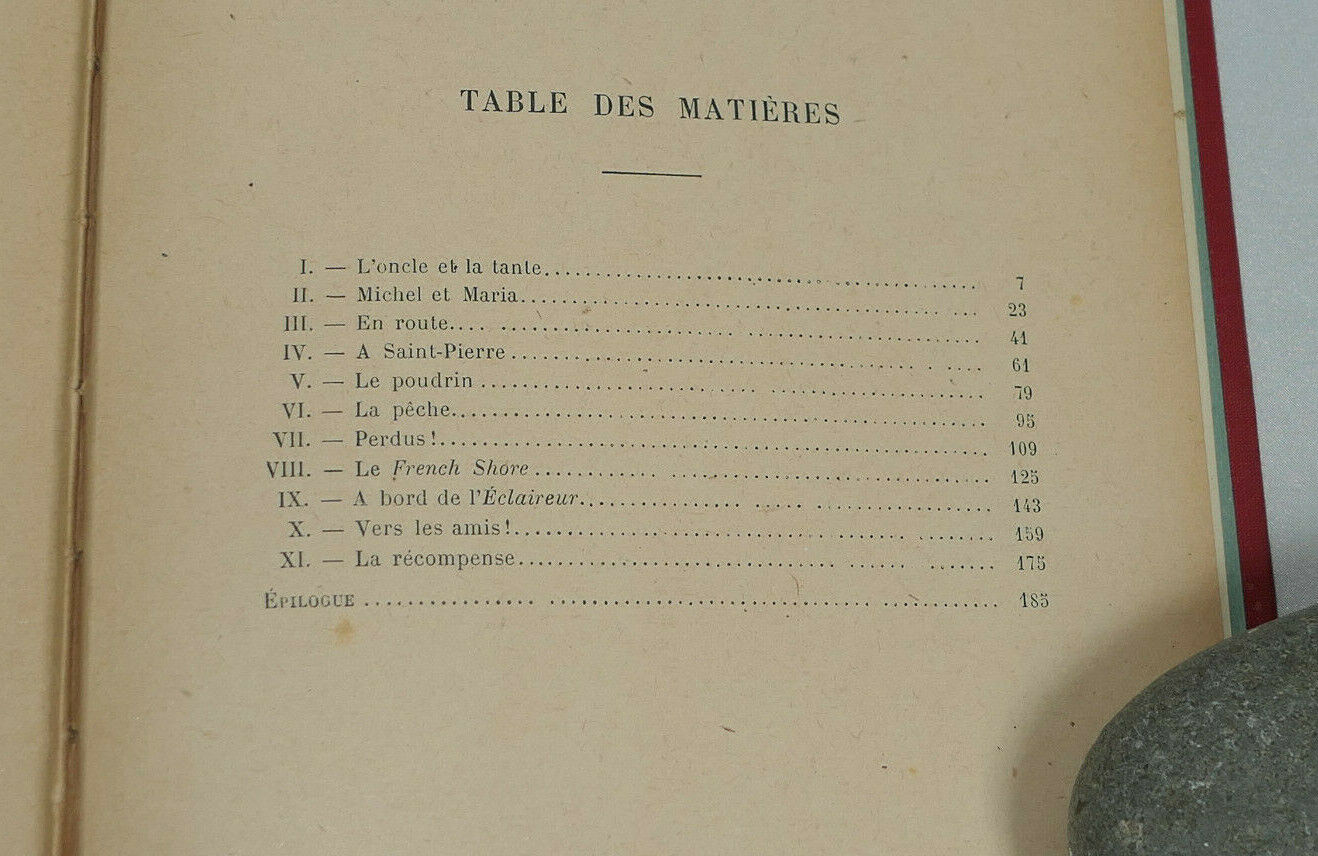 TABLE DES MATIÈRES
I. — L'oncle et la tante........................................ 7
II. — Michel et Maria........................................ 23
III. — En route........................................ 41
IV. — A Saint-Pierre........................................ 61
V. — Le poudrin........................................ 79
VI. — La pêche........................................ 95
VII. — Perdus!........................................ 109
VIII. — Le French Shore........................................ 125
IX. — A bord de l'Éclaireur........................................ 143
X. — Vers les amis!........................................ 159
XI. — La récompense........................................ 175
ÉPILOGUE........................................ 185